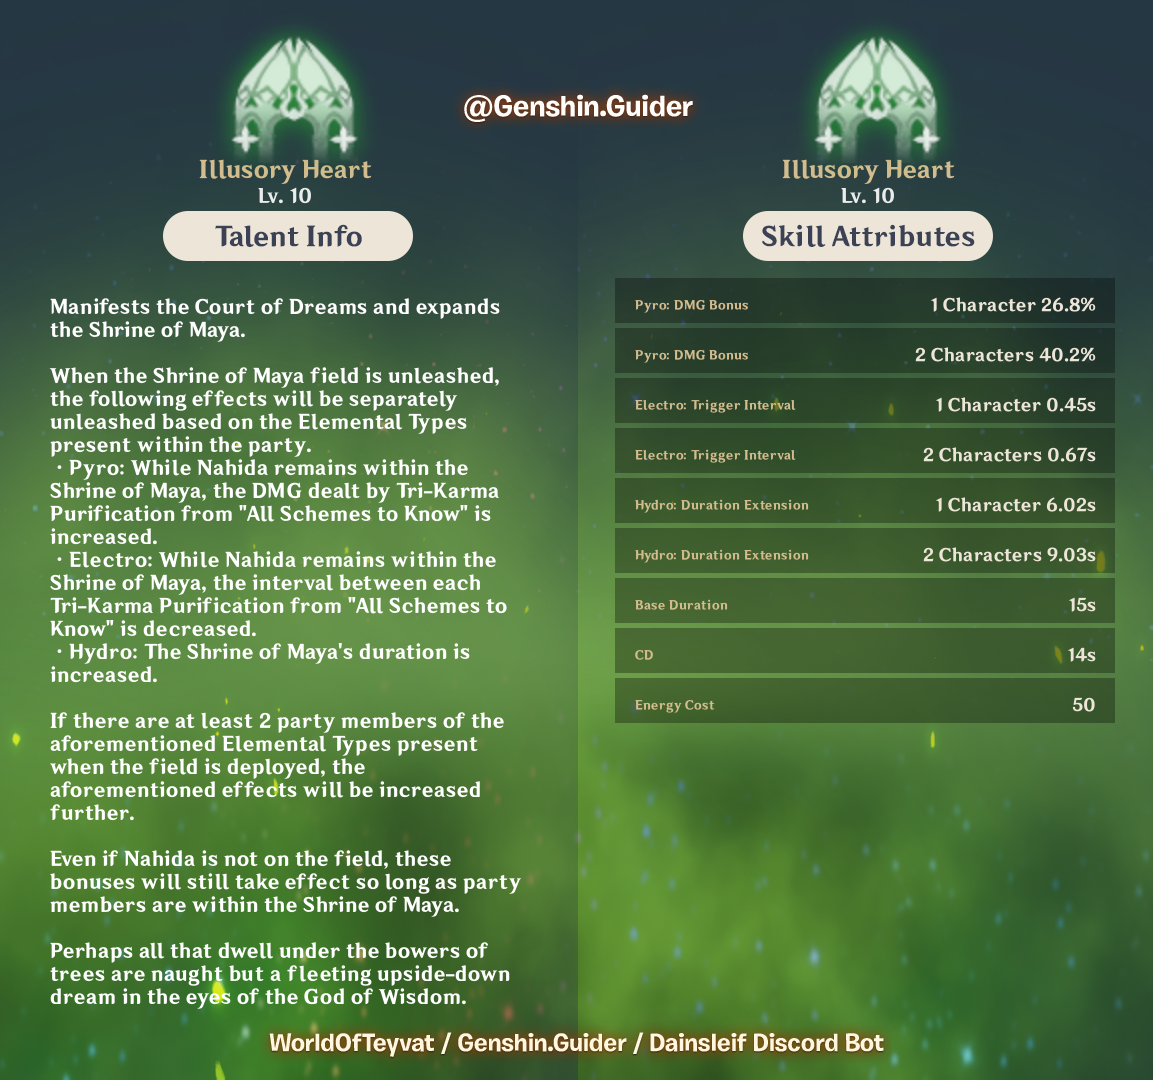 @Genshin.Guider
Illusory Heart
Lv. 10
Talent Info
Manifests the Court of Dreams and expands
the Shrine of Maya.
When the Shrine of Maya field is unleashed,
the following effects will be separately
unleashed based on the Elemental Types
present within the party.
· Pyro: While Nahida remains within the
Shrine of Maya, the DMG dealt by Tri-Karma
Purification from "All Schemes to Know" is
increased.
· Electro: While Nahida remains within the
Shrine of Maya, the interval between each
Tri-Karma Purification from "All Schemes to
Know" is decreased.
· Hydro: The Shrine of Maya's duration is
increased.
If there are at least 2 party members of the
aforementioned Elemental Types present
when the field is deployed, the
aforementioned effects will be increased
further.
Even if Nahida is not on the field, these
bonuses will still take effect so long as party
members are within the Shrine of Maya.
Perhaps all that dwell under the bowers of
trees are naught but a fleeting upside-down
dream in the eyes of the God of Wisdom.
Illusory Heart
Lv. 10
Skill Attributes
Pyro: DMG Bonus 1 Character 26.8%
Pyro: DMG Bonus 2 Characters 40.2%
Electro: Trigger Interval 1 Character 0.45s
Electro: Trigger Interval 2 Characters 0.67s
Hydro: Duration Extension 1 Character 6.02s
Hydro: Duration Extension 2 Characters 9.03s
Base Duration 15s
CD 14s
Energy Cost 50
WorldOfTeyvat / Genshin.Guider / Dainsleif Discord Bot